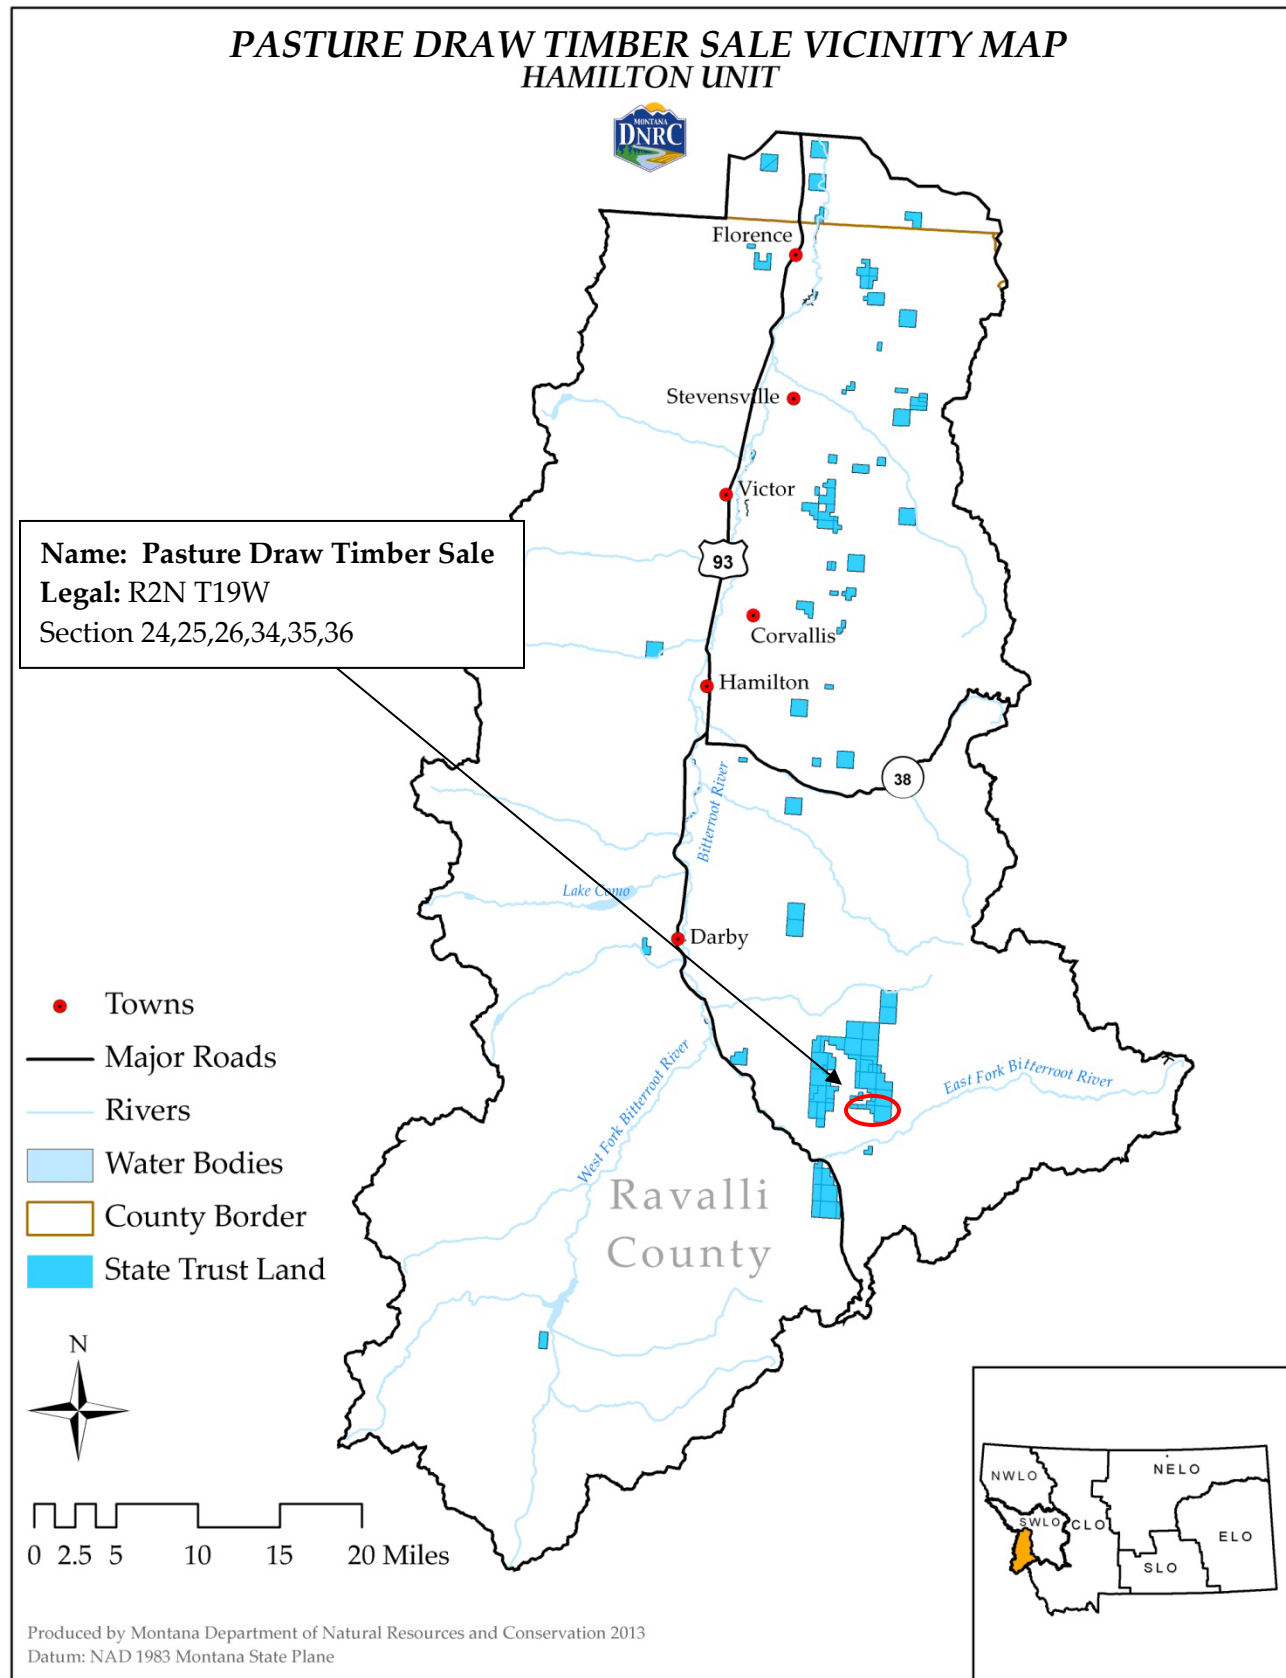 PASTURE DRAW TIMBER SALE VICINITY MAP
HAMILTON UNIT
MONTANA
DNRC
Florence
Stevensville
Victor
Name: Pasture Draw Timber Sale
Legal: R2N T19W
Section 24,25,26,34,35,36
93
Corvallis
Hamilton
38
Bitterroot River
Lake Como
Darby
East Fork Bitterroot River
West Fork Bitterroot River
Ravalli
County
Towns
Major Roads
Rivers
Water Bodies
County Border
State Trust Land
N
0 2.5 5 10 15 20 Miles
NWLO
NELO
SWLO
CLO
ELO
SLO
Produced by Montana Department of Natural Resources and Conservation 2013
Datum: NAD 1983 Montana State Plane